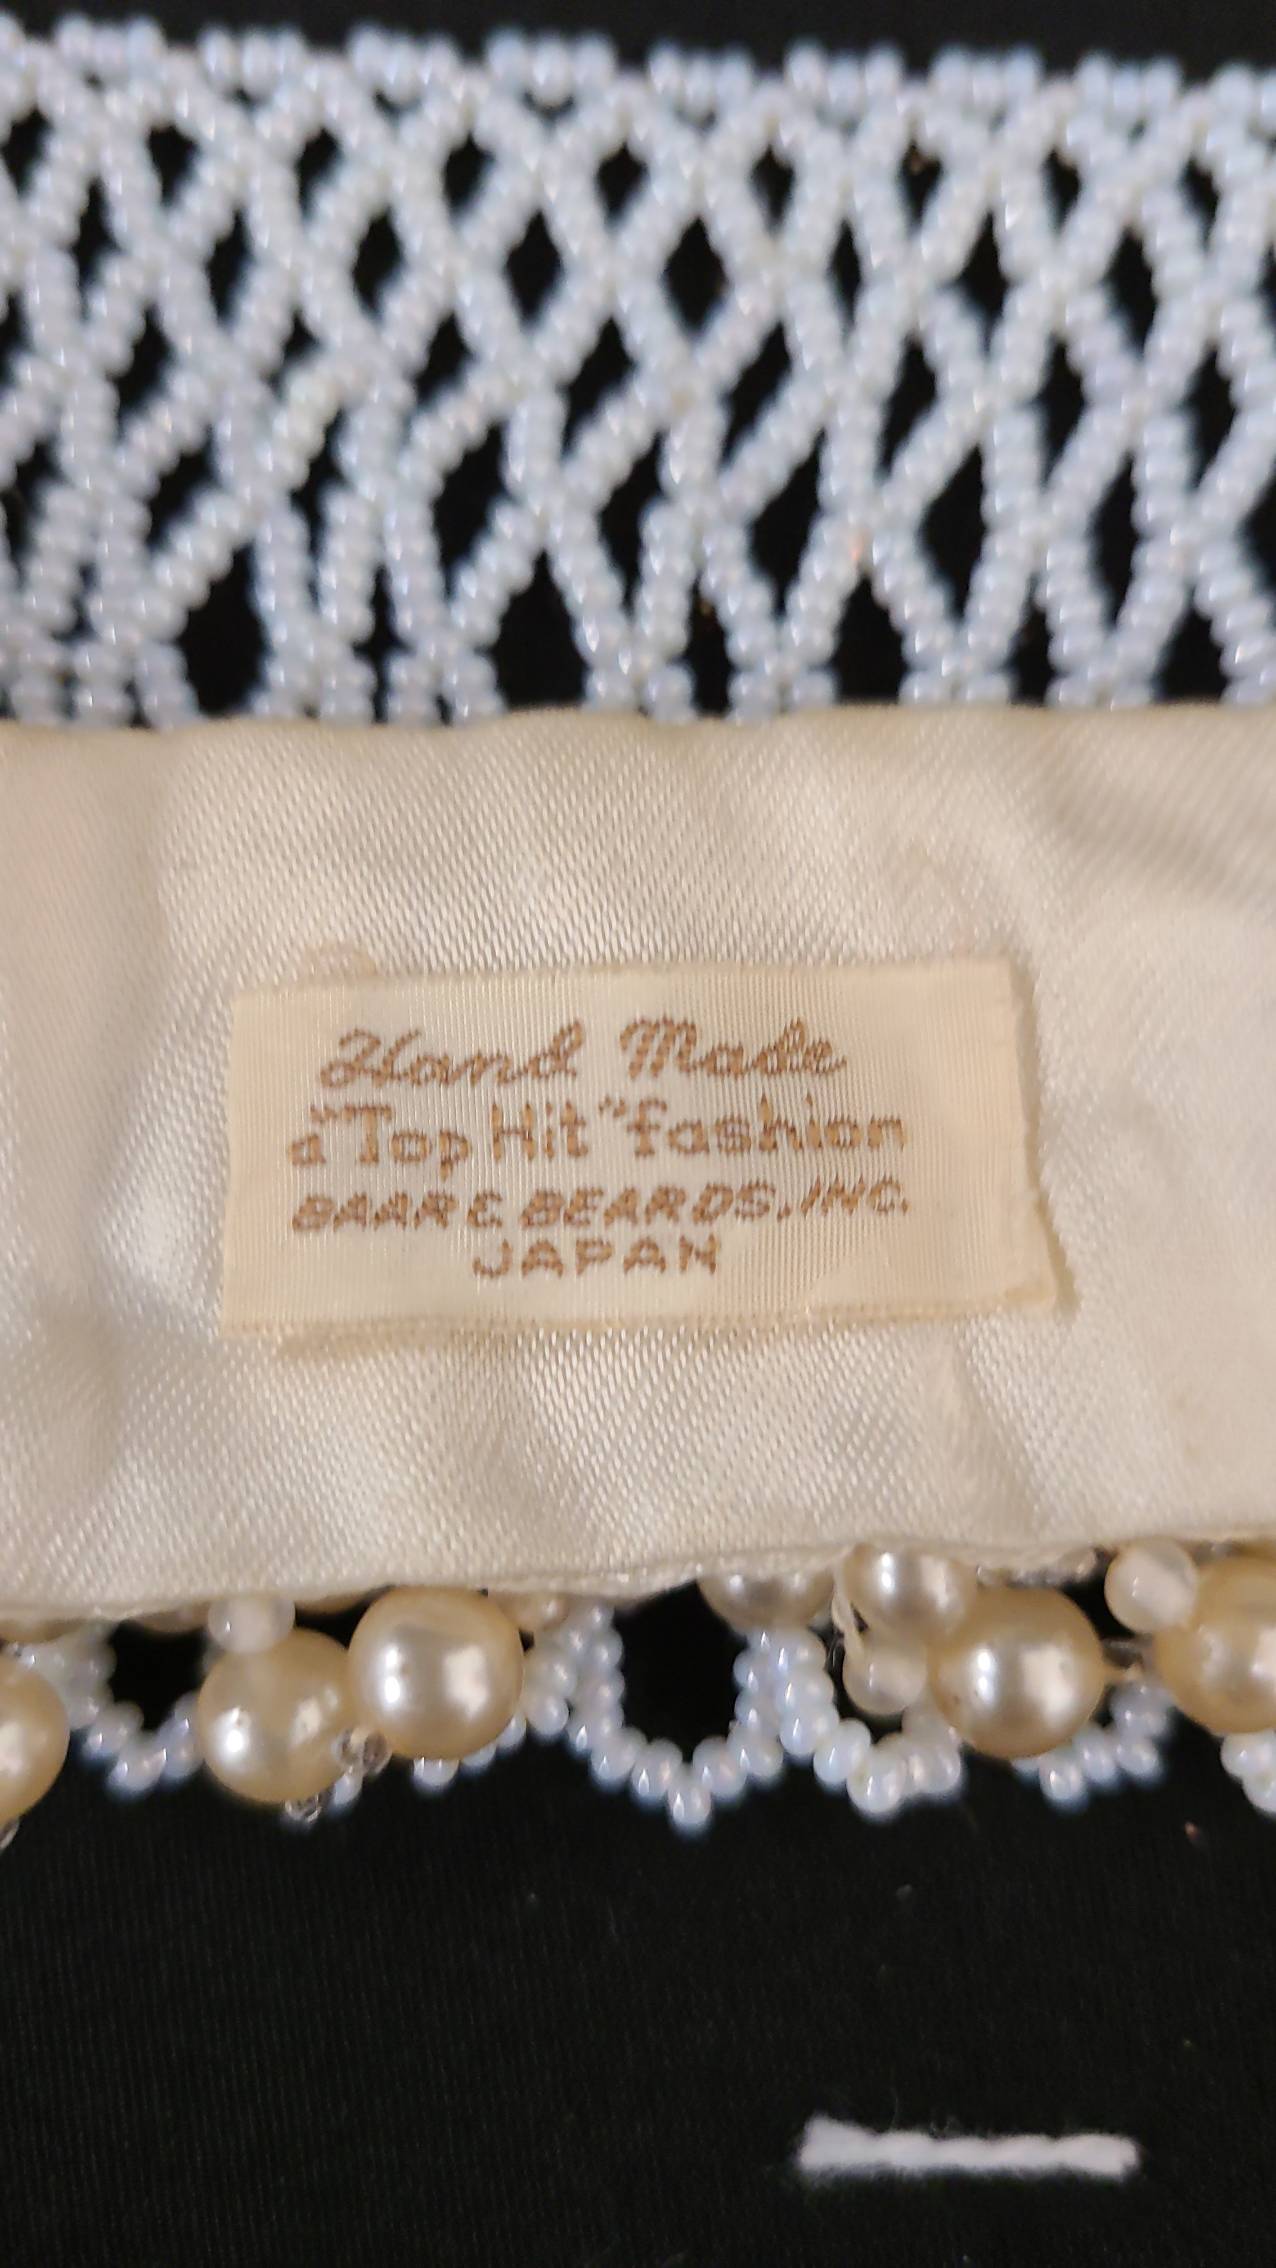 Hand Made
a "Top Hit" fashion
BAAR & BEARDS, INC.
JAPAN